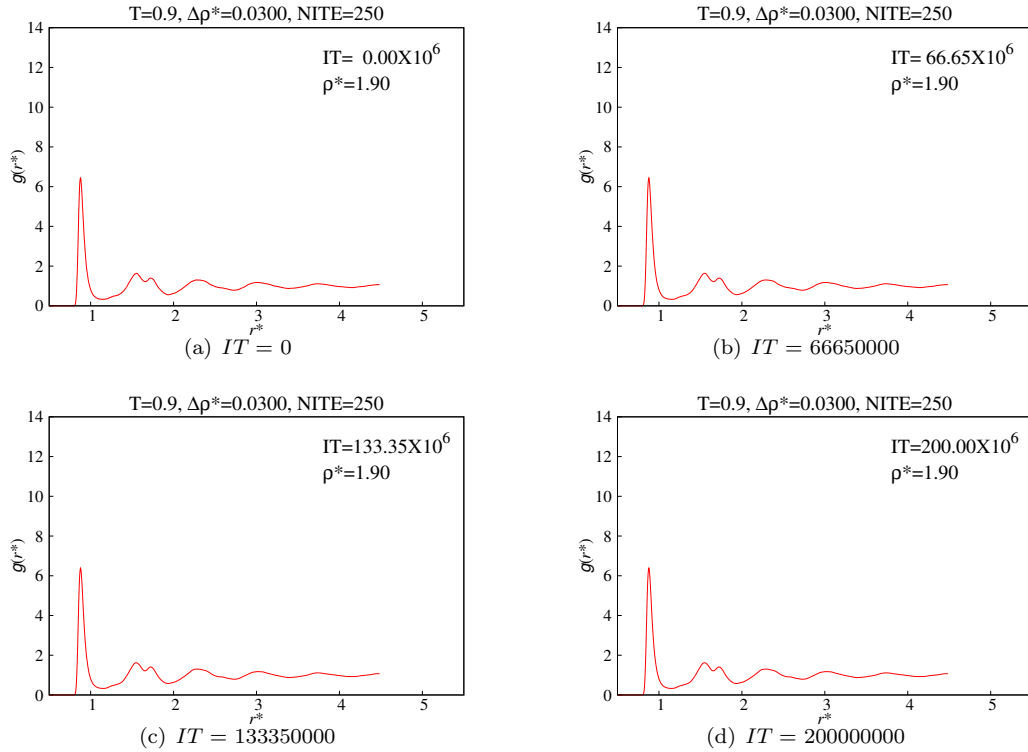 T=0.9, Δρ*=0.0300, NITE=250
14
12
10
8
6
4
2
0
g(r*)
IT= 0.00X10^6
ρ*=1.90
1 2 3 4 5
r*
(a) IT = 0
T=0.9, Δρ*=0.0300, NITE=250
14
12
10
8
6
4
2
0
g(r*)
IT= 66.65X10^6
ρ*=1.90
1 2 3 4 5
r*
(b) IT = 66650000
T=0.9, Δρ*=0.0300, NITE=250
14
12
10
8
6
4
2
0
g(r*)
IT=133.35X10^6
ρ*=1.90
1 2 3 4 5
r*
(c) IT = 133350000
T=0.9, Δρ*=0.0300, NITE=250
14
12
10
8
6
4
2
0
g(r*)
IT=200.00X10^6
ρ*=1.90
1 2 3 4 5
r*
(d) IT = 200000000